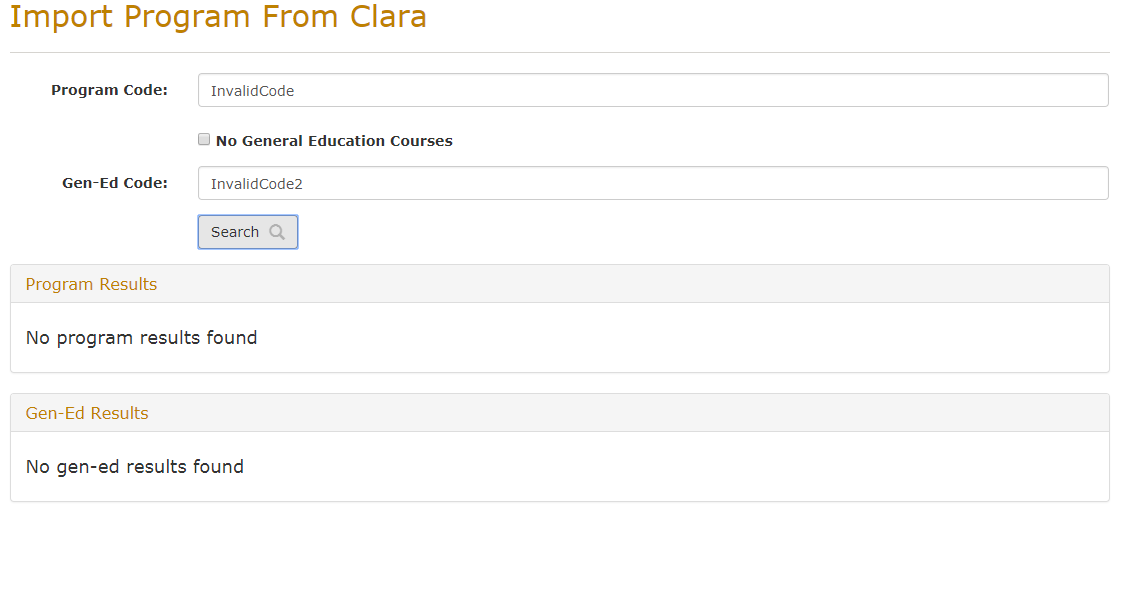 Import Program From Clara
Program Code: InvalidCode
No General Education Courses
Gen-Ed Code: InvalidCode2
Search
Program Results
No program results found
Gen-Ed Results
No gen-ed results found